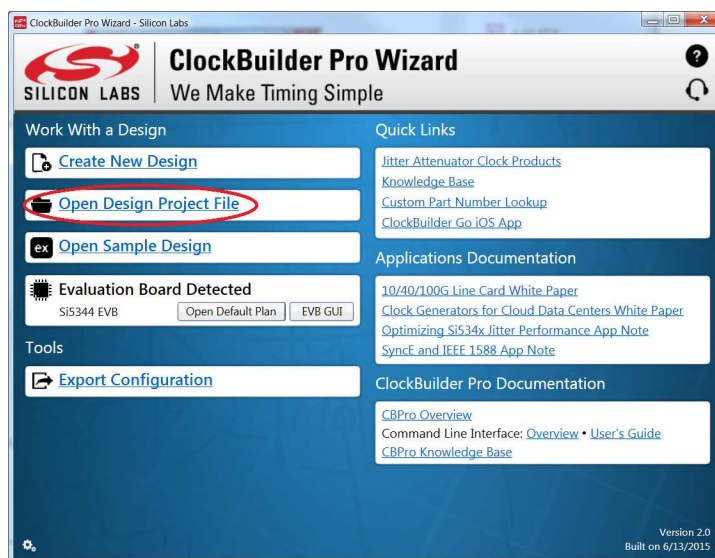 ClockBuilder Pro Wizard - Silicon Labs
SILICON LABS
ClockBuilder Pro Wizard
We Make Timing Simple
?
Work With a Design
Create New Design
Open Design Project File
ex Open Sample Design
Evaluation Board Detected
Si5344 EVB Open Default Plan EVB GUI
Tools
Export Configuration
Quick Links
Jitter Attenuator Clock Products
Knowledge Base
Custom Part Number Lookup
ClockBuilder Go iOS App
Applications Documentation
10/40/100G Line Card White Paper
Clock Generators for Cloud Data Centers White Paper
Optimizing Si534x Jitter Performance App Note
SyncE and IEEE 1588 App Note
ClockBuilder Pro Documentation
CBPro Overview
Command Line Interface: Overview • User's Guide
CBPro Knowledge Base
Version 2.0
Built on 6/13/2015